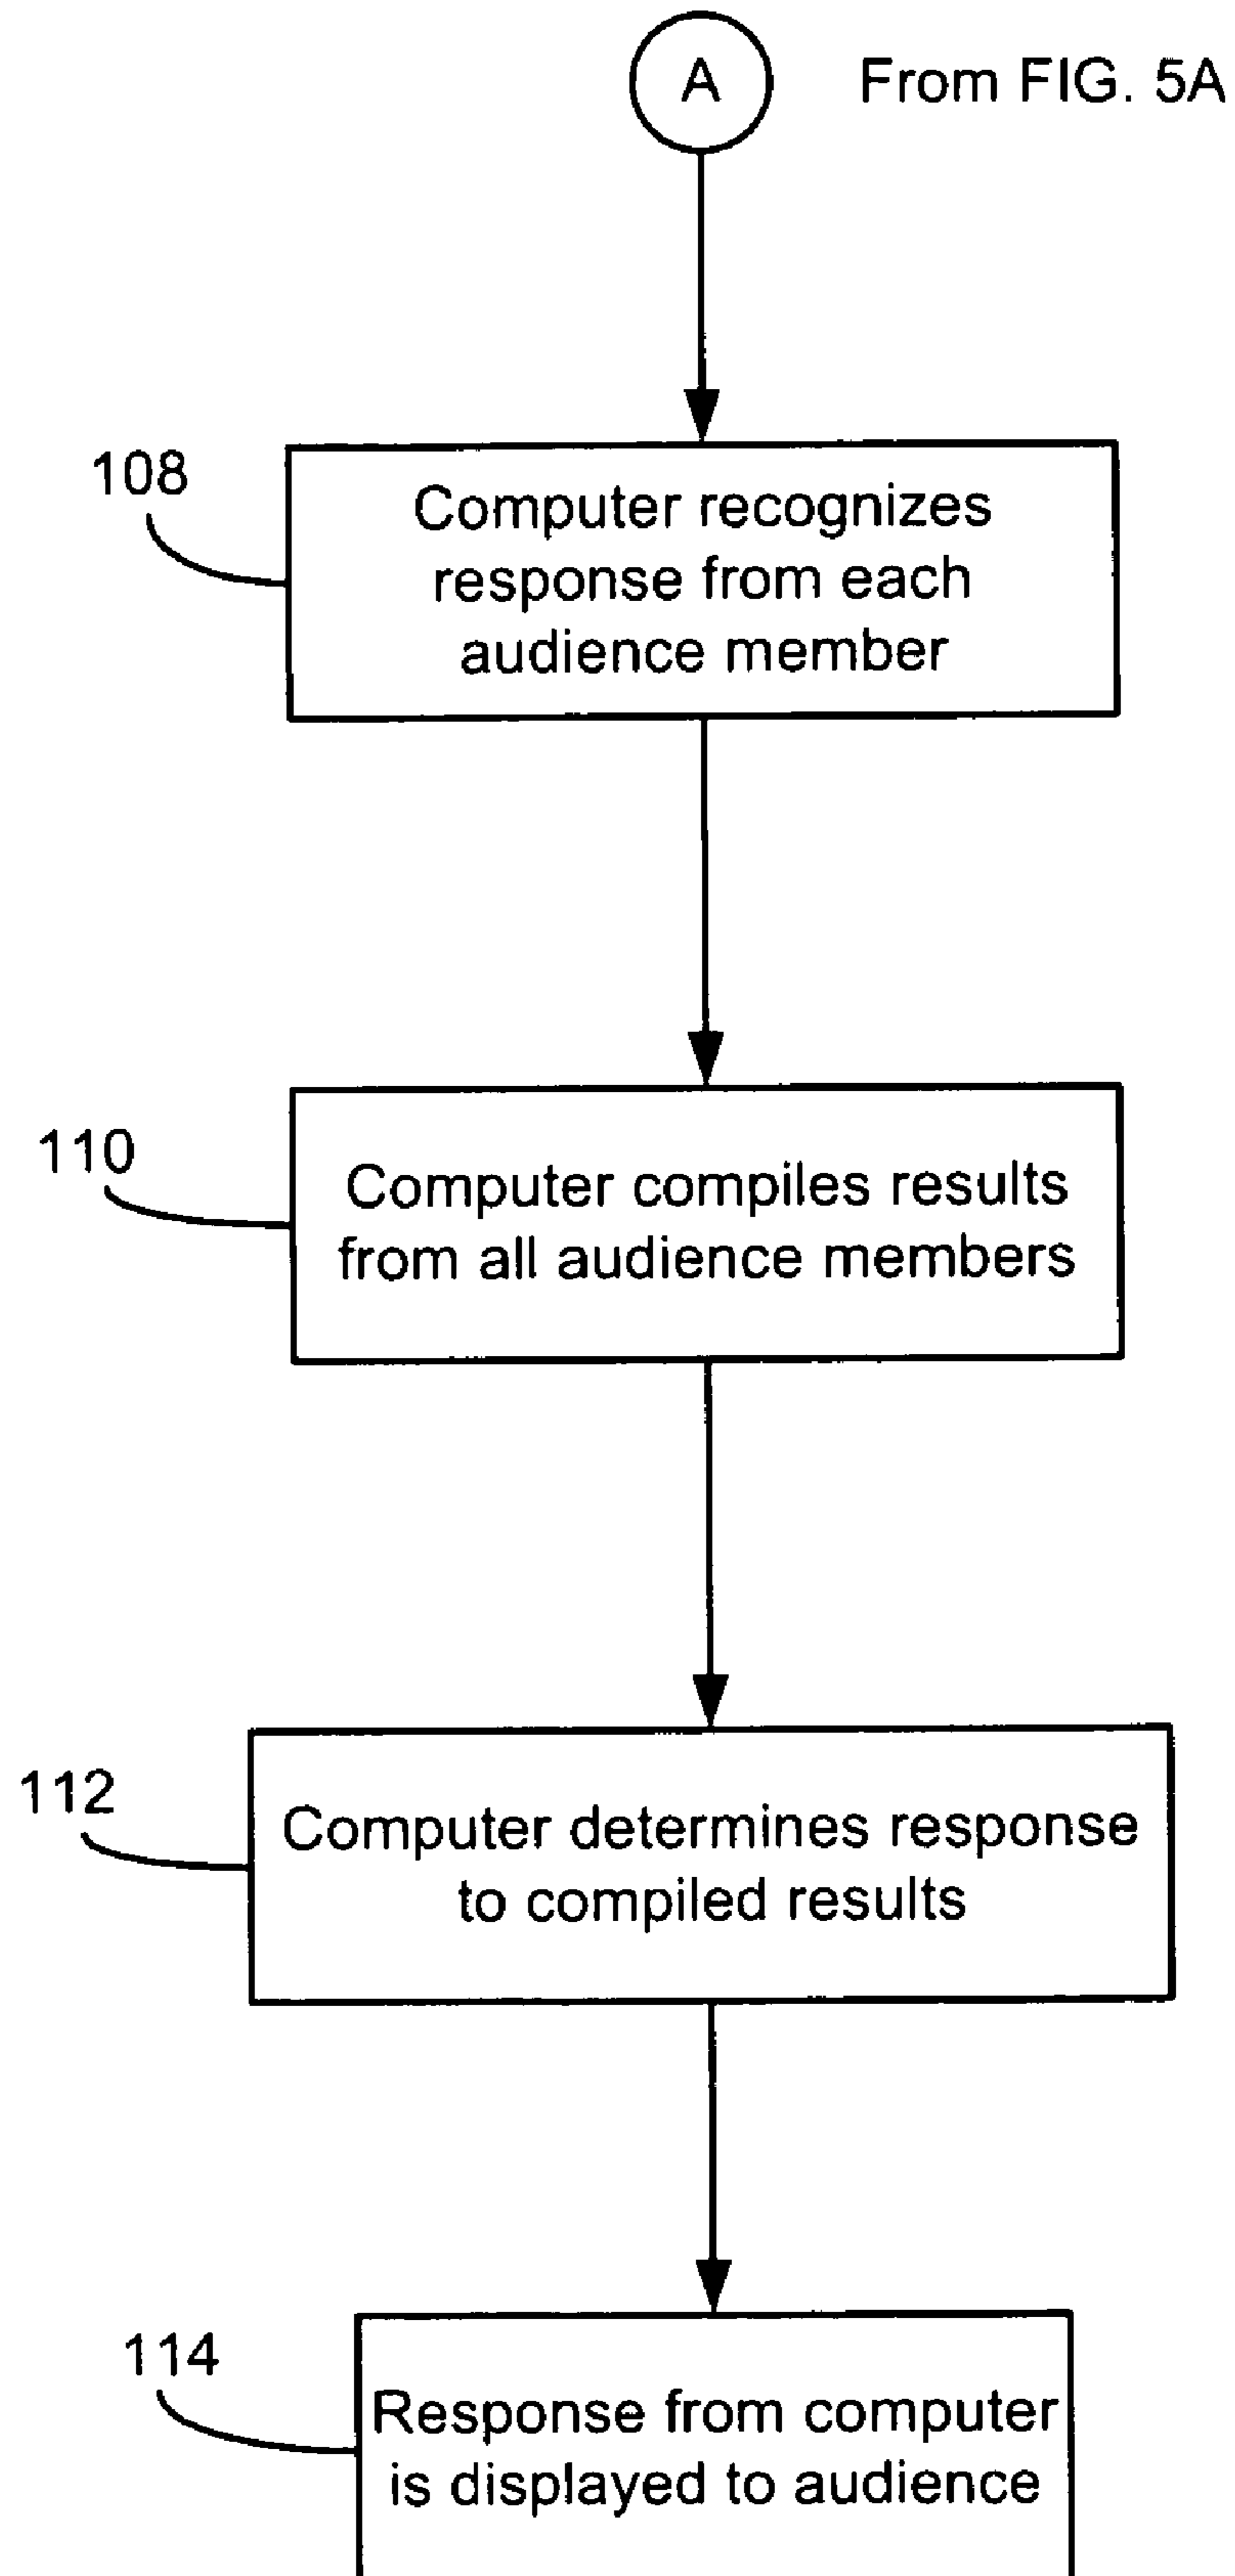 A
From FIG. 5A
108
Computer recognizes
response from each
audience member
110
Computer compiles results
from all audience members
112
Computer determines response
to compiled results
114
Response from computer
is displayed to audience